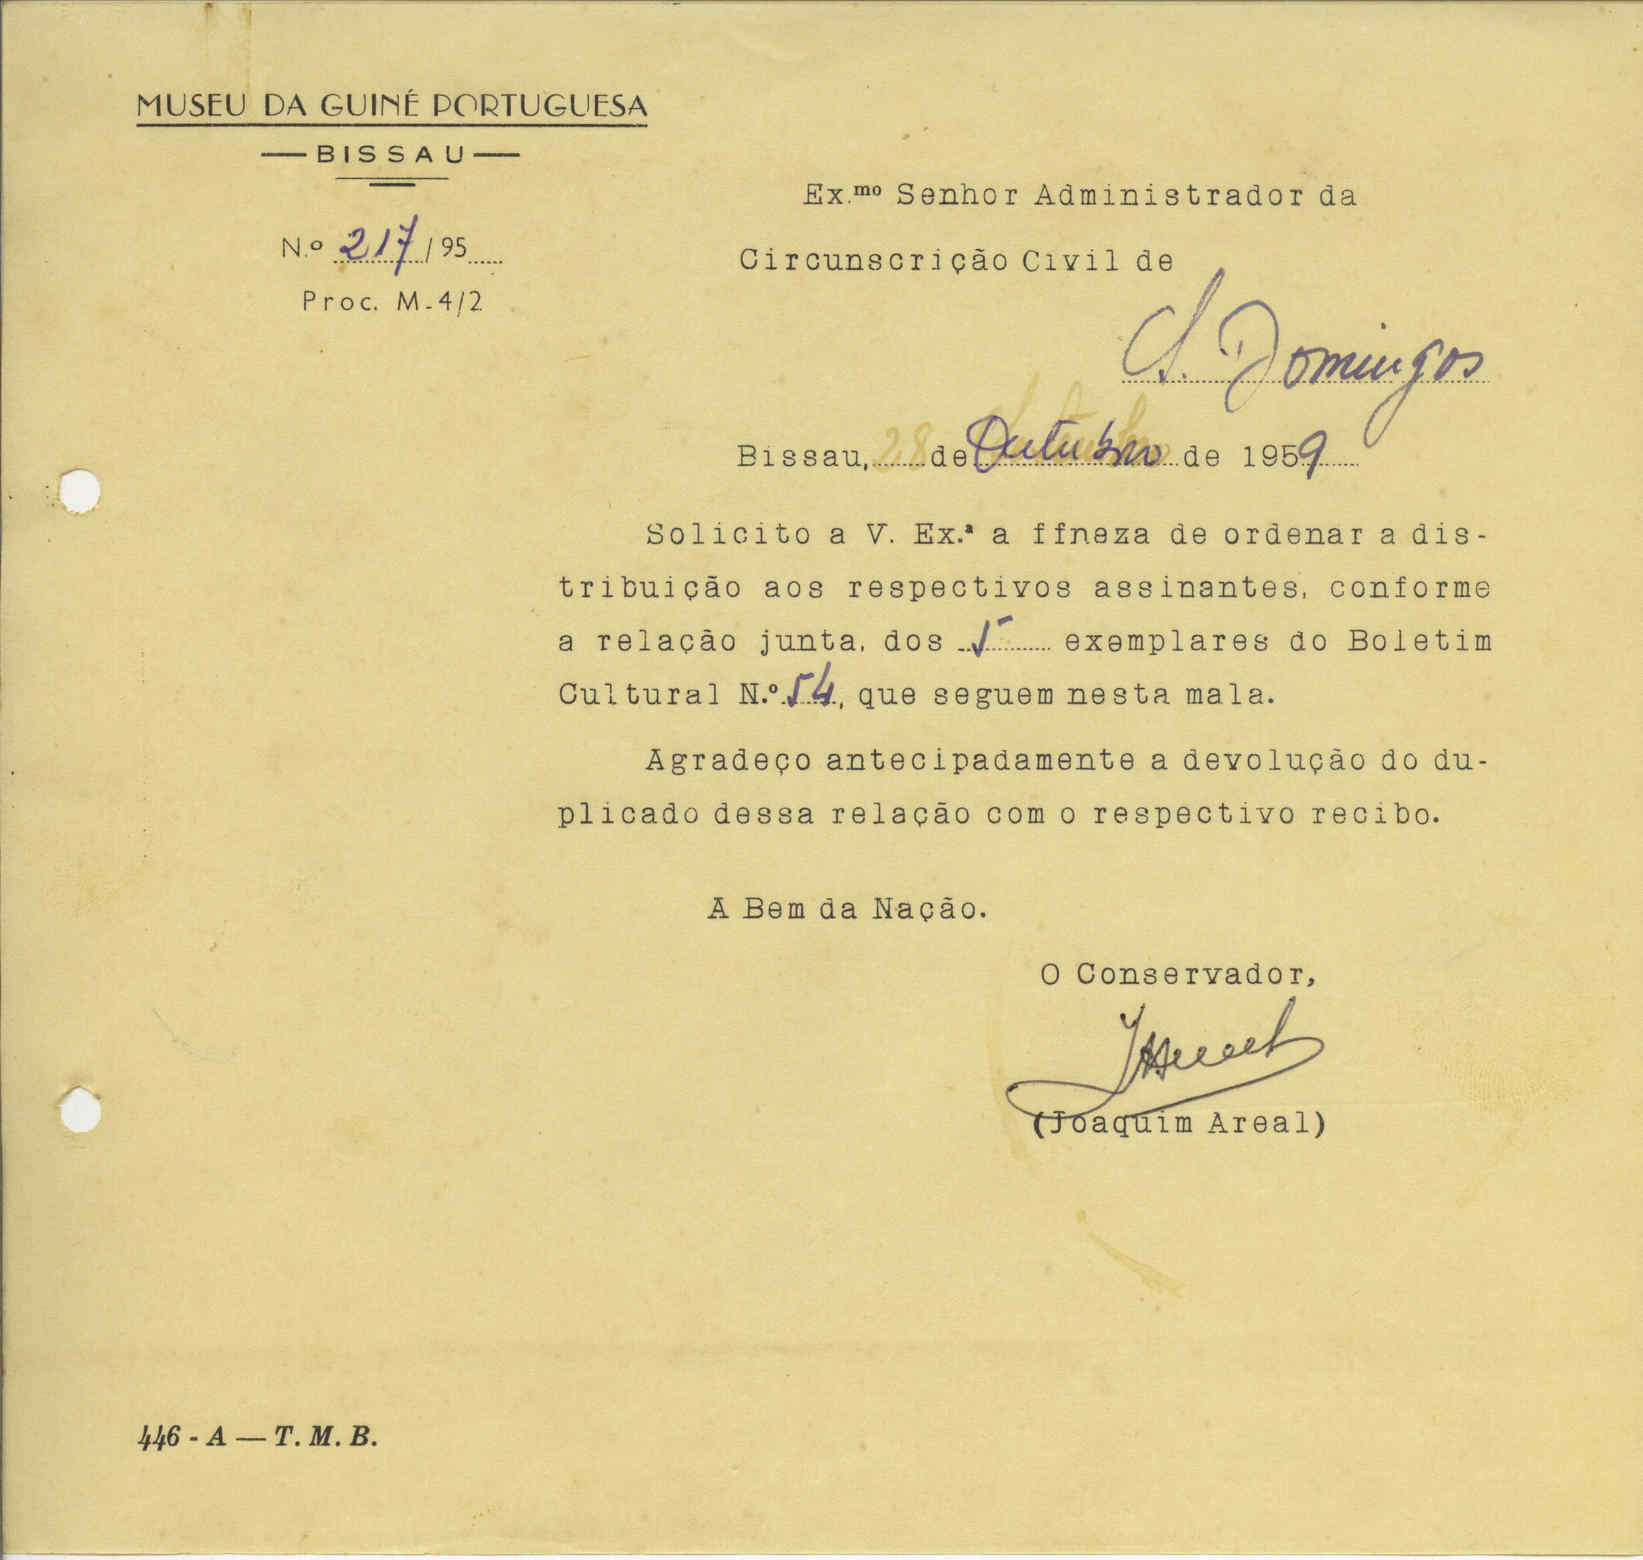 MUSEU DA GUINÉ PORTUGUESA
— BISSAU —
N.º 217/95
Proc. M-4/2
Ex.mo Senhor Administrador da
Circunscrição Civil de
S. Domingos
Bissau, 28 de Outubro de 1959
Solicito a V. Ex.ª a ffneza de ordenar a dis-
tribuição aos respectivos assinantes, conforme
a relação junta, dos 5 exemplares do Boletim
Cultural N.º 54, que seguem nesta mala.
Agradeço antecipadamente a devolução do du-
plicado dessa relação com o respectivo recibo.
A Bem da Nação.
O Conservador,
(Joaquim Areal)
446 - A — T. M. B.